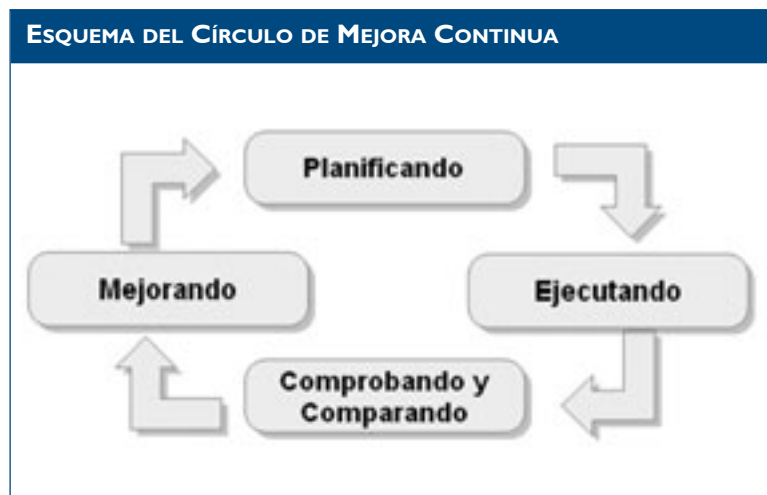 Esquema del Círculo de Mejora Continua
Planificando
Mejorando
Ejecutando
Comprobando y
Comparando